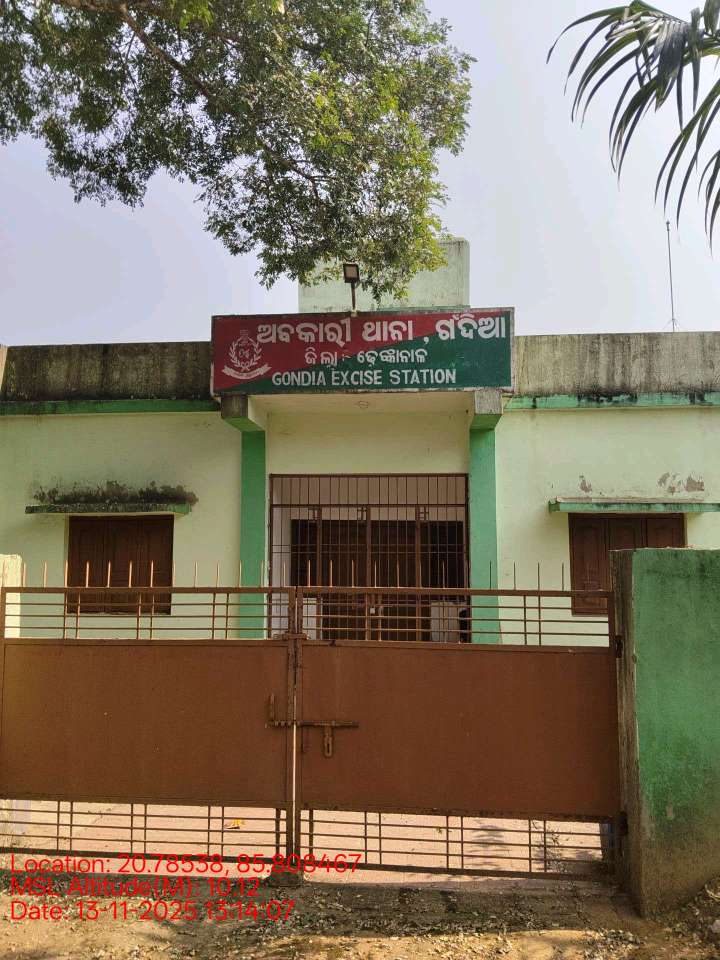 ଅବକାରୀ ଥାନା , ଗଁଦିଆ
ଜିଲ୍ଲା :- ଢ଼େଙ୍କାନାଳ
GONDIA EXCISE STATION
Location: 20.78538, 85.808467
MSL Altitude(M): 10.12
Date: 13-11-2025 13:14:07